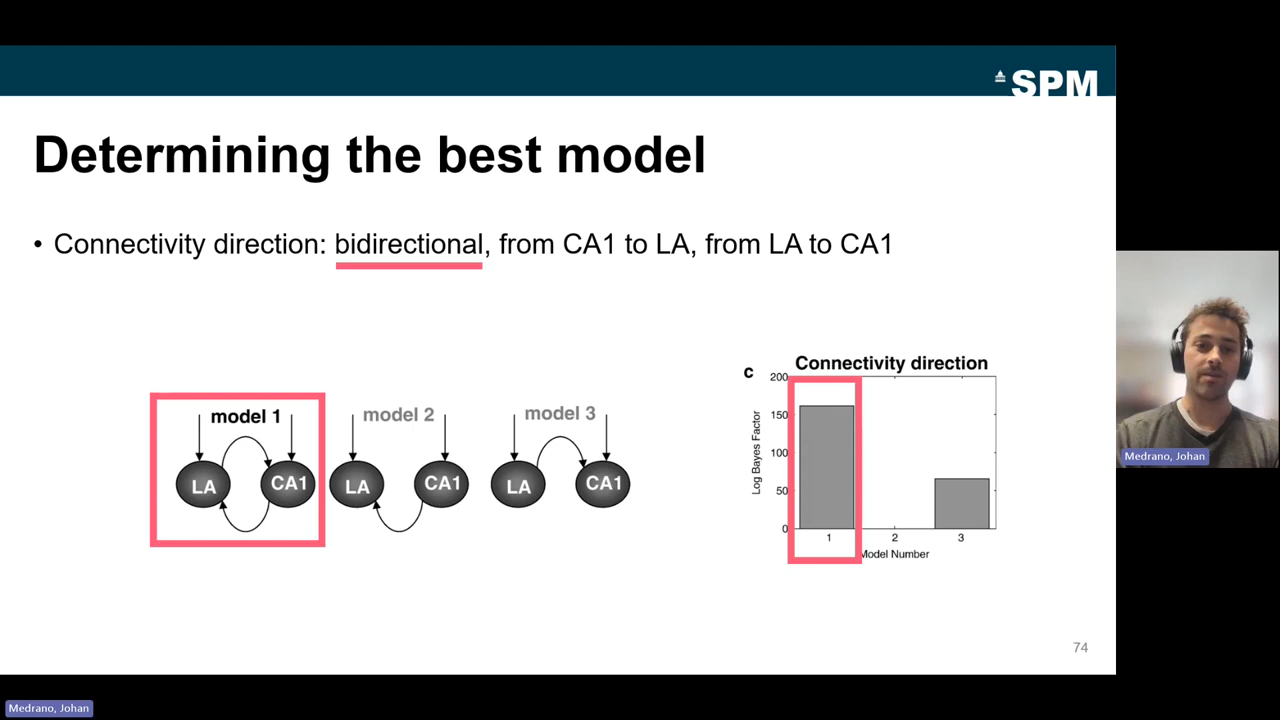 SPM
Determining the best model
• Connectivity direction: bidirectional, from CA1 to LA, from LA to CA1
model 1
model 2
model 3
LA
CA1
LA
CA1
LA
CA1
c
Connectivity direction
200
150
100
50
0
Log Bayes Factor
1
2
3
Model Number
74
Medrano, Johan
Medrano, Johan